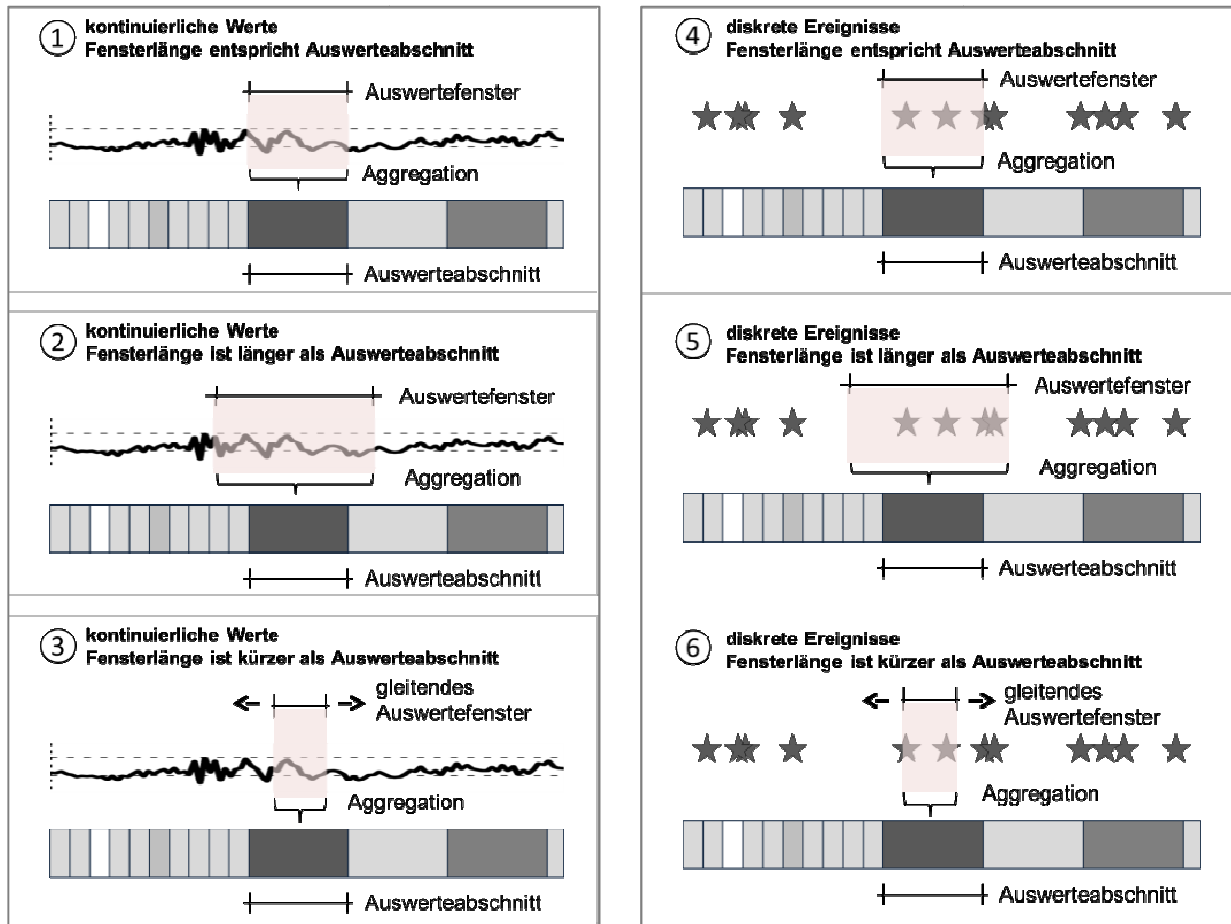 1
kontinuierliche Werte
Fensterlänge entspricht Auswerteabschnitt
Auswertefenster
Aggregation
Auswerteabschnitt
2
kontinuierliche Werte
Fensterlänge ist länger als Auswerteabschnitt
Auswertefenster
Aggregation
Auswerteabschnitt
3
kontinuierliche Werte
Fensterlänge ist kürzer als Auswerteabschnitt
gleitendes
Auswertefenster
Aggregation
Auswerteabschnitt
4
diskrete Ereignisse
Fensterlänge entspricht Auswerteabschnitt
Auswertefenster
Aggregation
Auswerteabschnitt
5
diskrete Ereignisse
Fensterlänge ist länger als Auswerteabschnitt
Auswertefenster
Aggregation
Auswerteabschnitt
6
diskrete Ereignisse
Fensterlänge ist kürzer als Auswerteabschnitt
gleitendes
Auswertefenster
Aggregation
Auswerteabschnitt